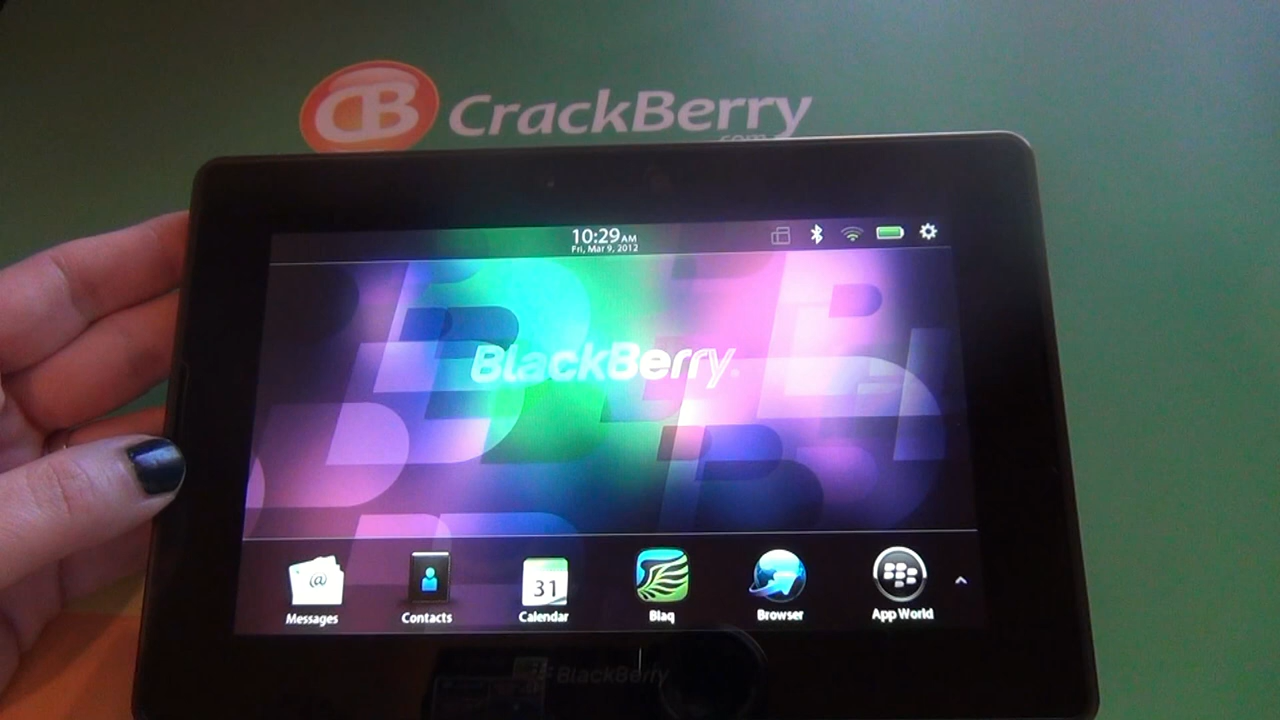 CB CrackBerry
.com
10:29AM
Fri, Mar 9, 2012
BlackBerry®
@
31
Messages Contacts Calendar Blaq Browser App World
BlackBerry